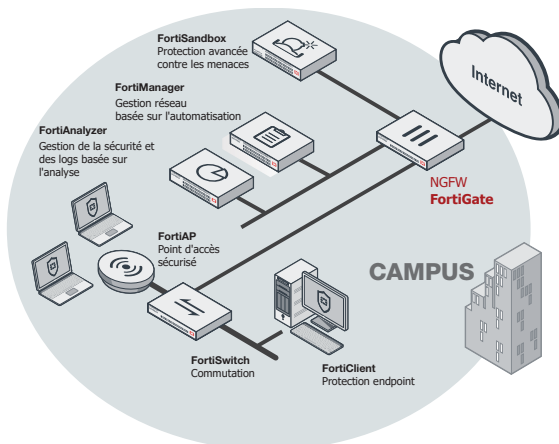 FortiSandbox
Protection avancée
contre les menaces
FortiManager
Gestion réseau
basée sur l'automatisation
FortiAnalyzer
Gestion de la sécurité et
des logs basée sur
l'analyse
Internet
NGFW
FortiGate
FortiAP
Point d'accès
sécurisé
CAMPUS
FortiSwitch
Commutation
FortiClient
Protection endpoint